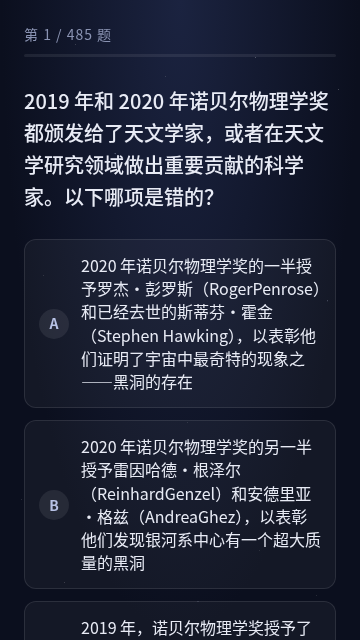 第 1 / 485 题
2019 年和 2020 年诺贝尔物理学奖
都颁发给了天文学家，或者在天文
学研究领域做出重要贡献的科学
家。以下哪项是错的？
A
2020 年诺贝尔物理学奖的一半授
予罗杰·彭罗斯（RogerPenrose）
和已经去世的斯蒂芬·霍金
（Stephen Hawking），以表彰他
们证明了宇宙中最奇特的现象之
——黑洞的存在
B
2020 年诺贝尔物理学奖的另一半
授予雷因哈德·根泽尔
（ReinhardGenzel）和安德里亚
·格兹（AndreaGhez），以表彰
他们发现银河系中心有一个超大质
量的黑洞
2019 年，诺贝尔物理学奖授予了